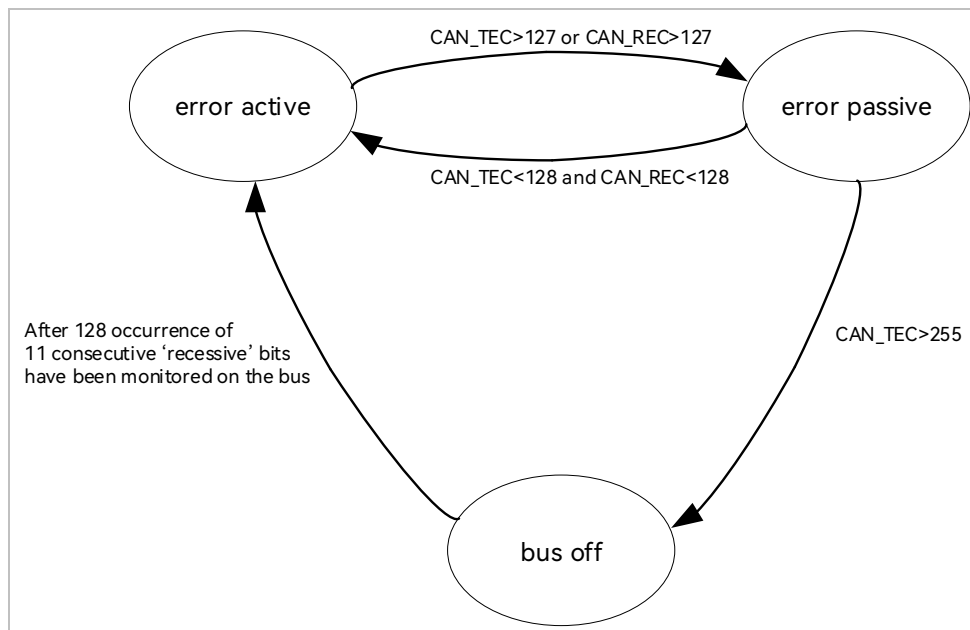 CAN_TEC>127 or CAN_REC>127
error active
error passive
CAN_TEC<128 and CAN_REC<128
After 128 occurrence of
11 consecutive ‘recessive’ bits
have been monitored on the bus
CAN_TEC>255
bus off